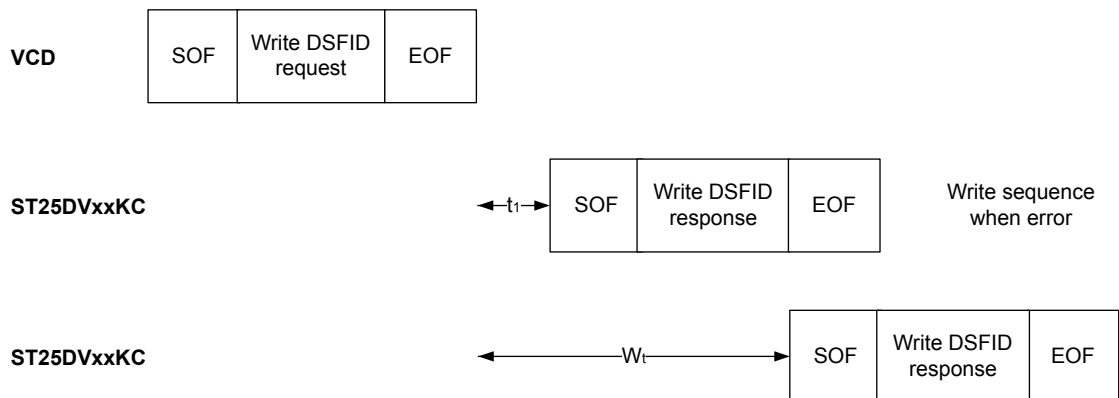 VCD
SOF
Write DSFID
request
EOF
ST25DVxxKC
t1
SOF
Write DSFID
response
EOF
Write sequence
when error
ST25DVxxKC
Wt
SOF
Write DSFID
response
EOF